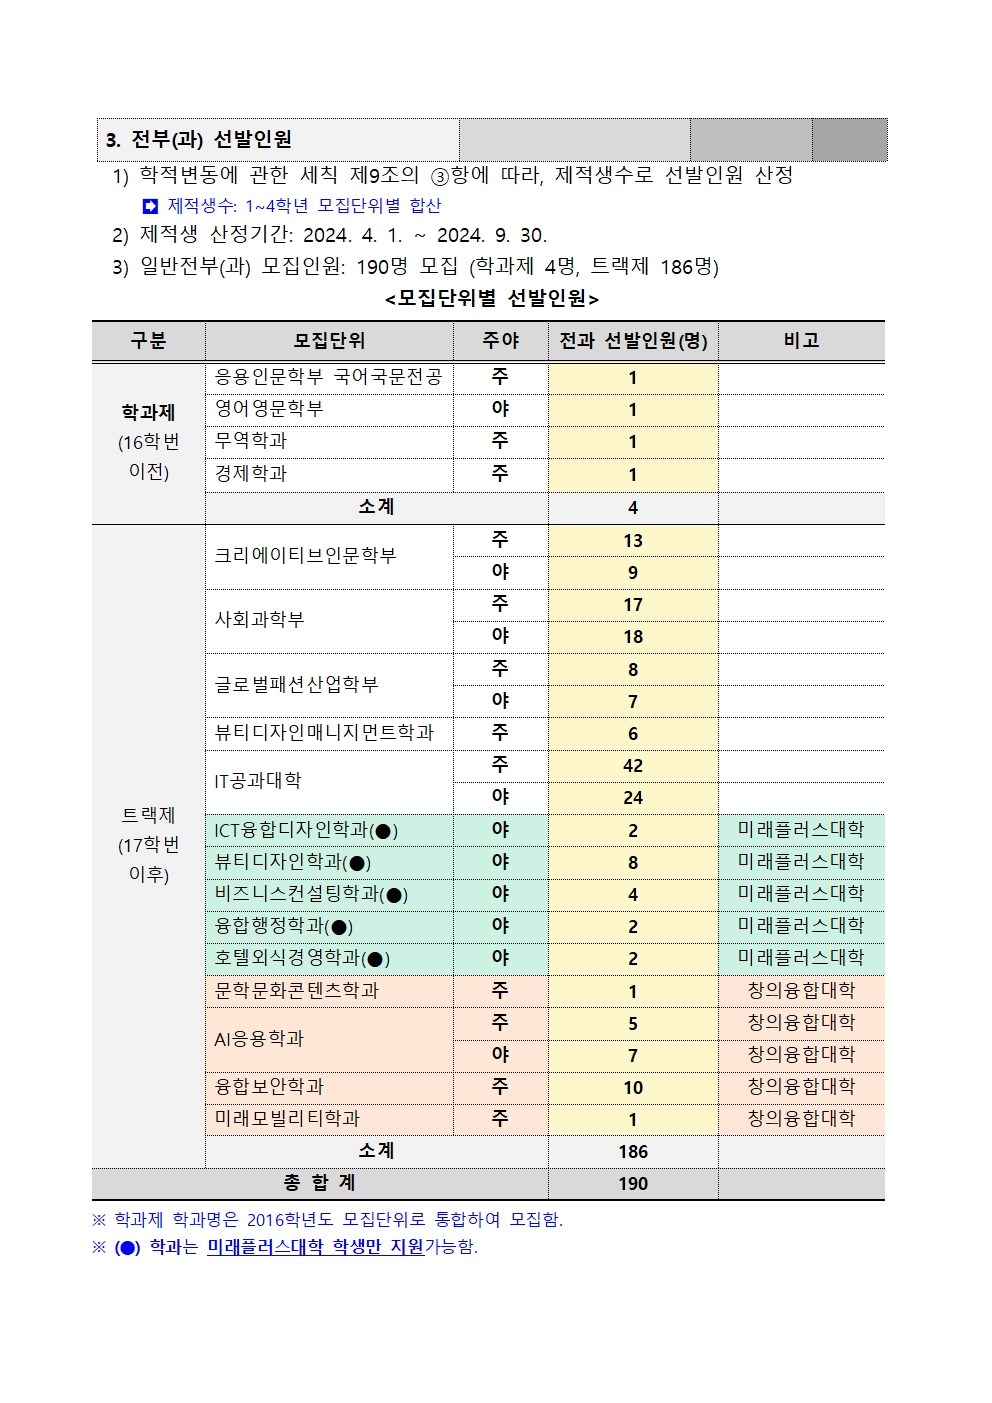 3. 전부(과) 선발인원
1) 학적변동에 관한 세칙 제9조의 ③항에 따라, 제적생수로 선발인원 산정
➡ 제적생수: 1~4학년 모집단위별 합산
2) 제적생 산정기간: 2024. 4. 1. ~ 2024. 9. 30.
3) 일반전부(과) 모집인원: 190명 모집 (학과제 4명, 트랙제 186명)
<모집단위별 선발인원>
구분 모집단위 주야 전과 선발인원(명) 비고
학과제
(16학번
이전)
응용인문학부 국어국문전공 주 1
영어영문학부 야 1
무역학과 주 1
경제학과 주 1
소계 4
트랙제
(17학번
이후)
크리에이티브인문학부 주 13
야 9
사회과학부 주 17
야 18
글로벌패션산업학부 주 8
야 7
뷰티디자인매니지먼트학과 주 6
IT공과대학 주 42
야 24
ICT융합디자인학과(●) 야 2 미래플러스대학
뷰티디자인학과(●) 야 8 미래플러스대학
비즈니스컨설팅학과(●) 야 4 미래플러스대학
융합행정학과(●) 야 2 미래플러스대학
호텔외식경영학과(●) 야 2 미래플러스대학
문학문화콘텐츠학과 주 1 창의융합대학
AI응용학과 주 5 창의융합대학
야 7 창의융합대학
융합보안학과 주 10 창의융합대학
미래모빌리티학과 주 1 창의융합대학
소계 186
총 합 계 190
※ 학과제 학과명은 2016학년도 모집단위로 통합하여 모집함.
※ (●) 학과는 미래플러스대학 학생만 지원가능함.